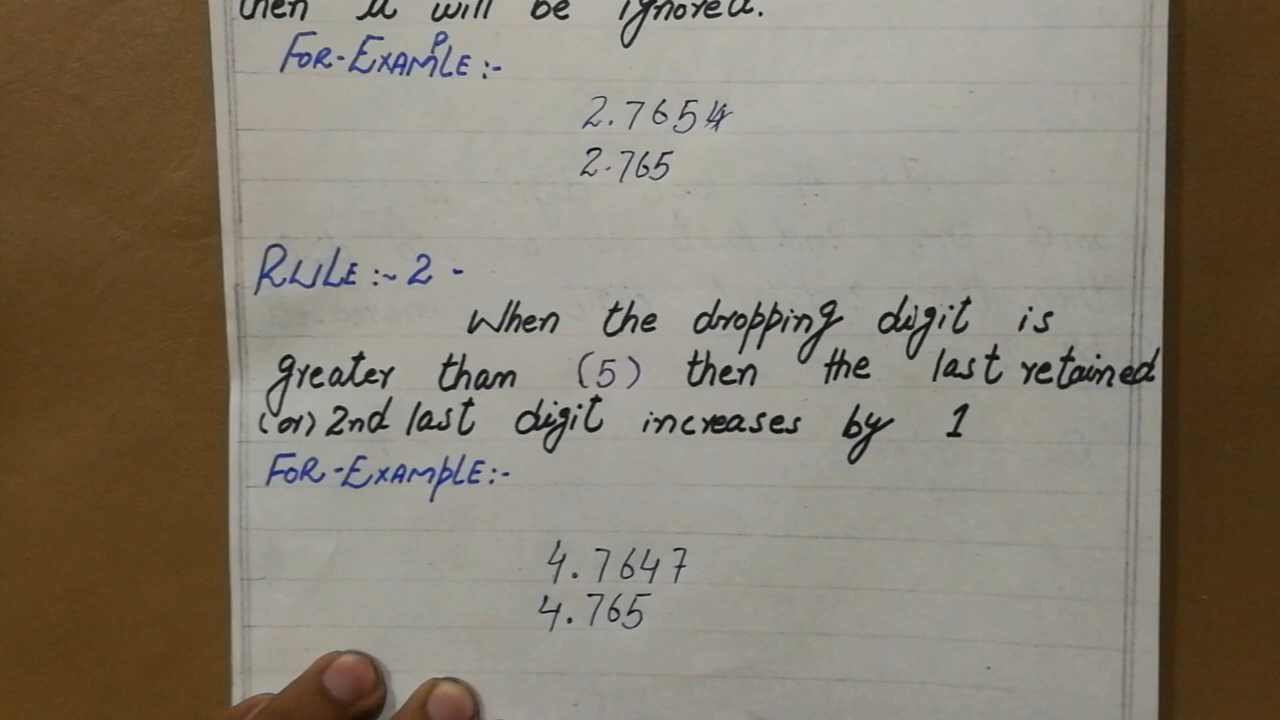 then it will be ignored.
FOR-EXAMPLE:-
2.7654
2.765
RULE:- 2 -
When the dropping digit is
greater than (5) then the last retained
(or) 2nd last digit increases by 1
FOR-EXAMPLE:-
4.7647
4.765